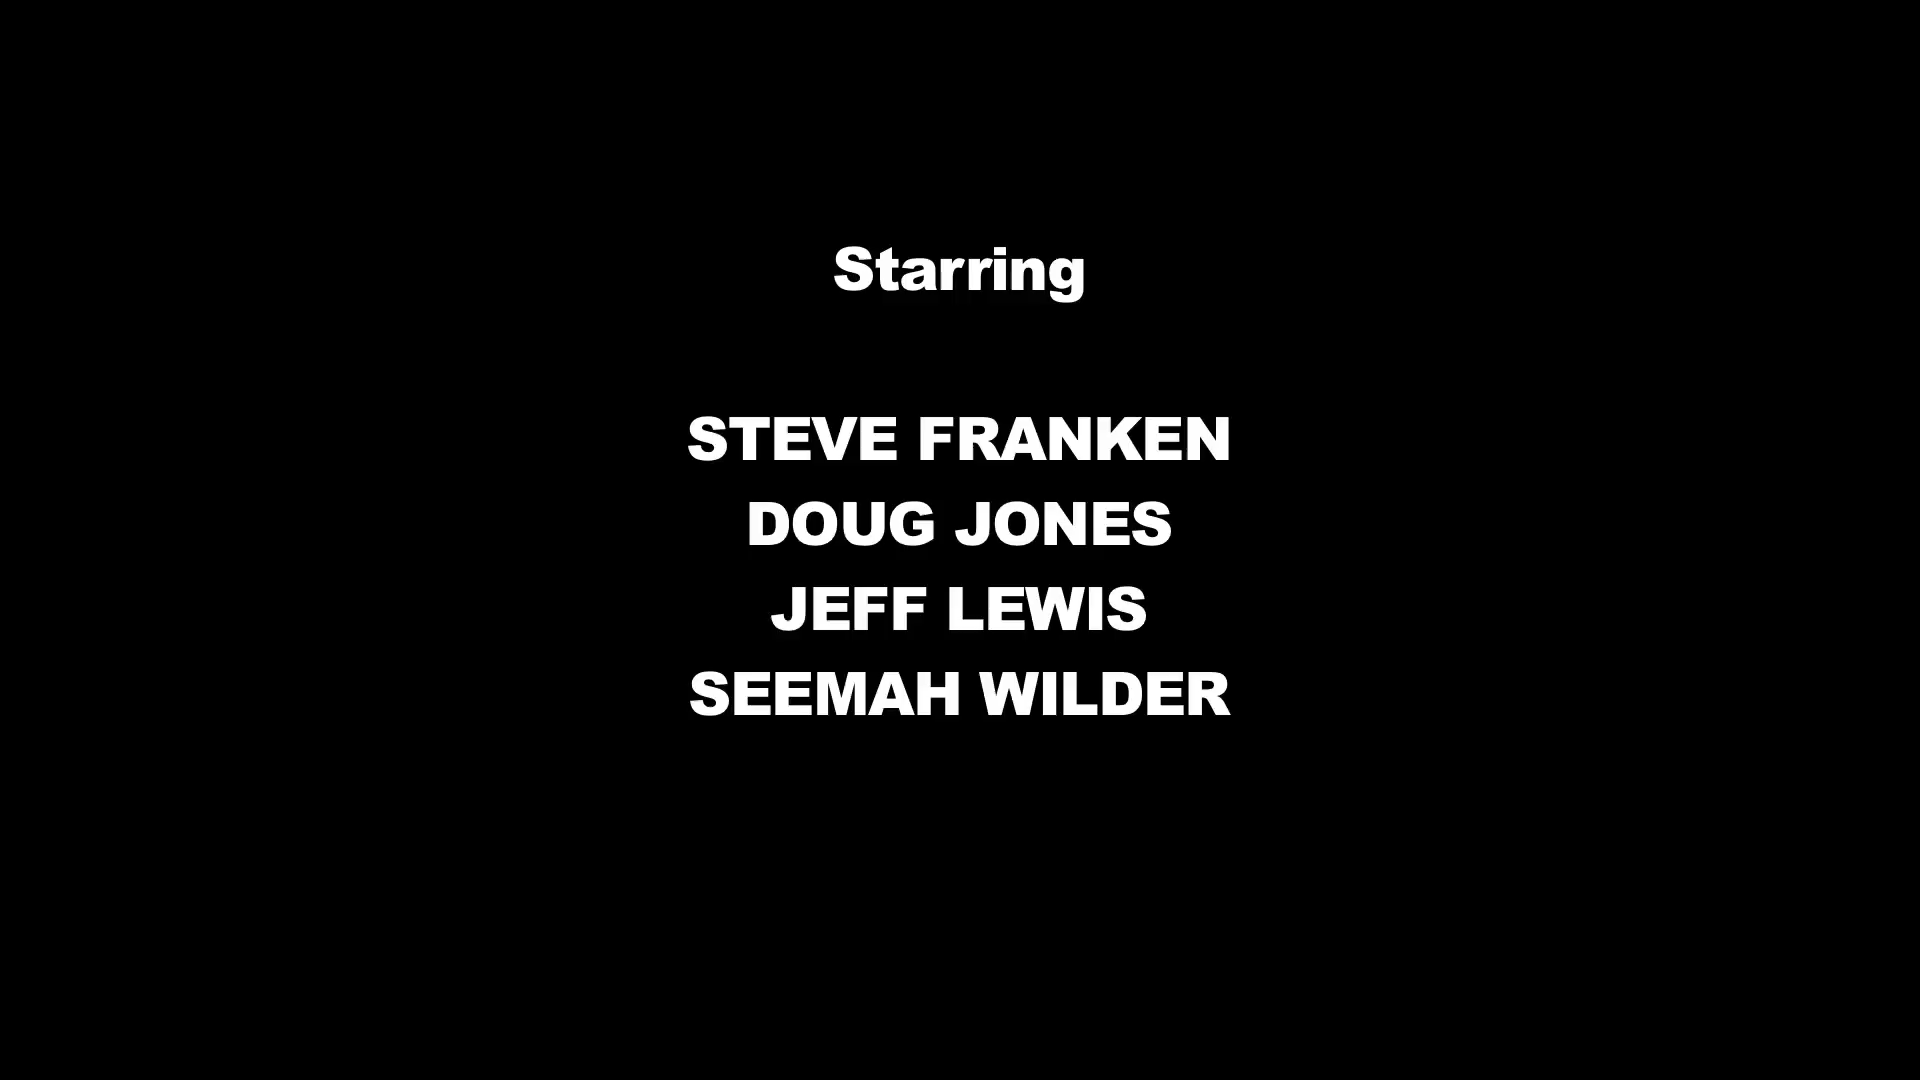 Starring
STEVE FRANKEN
DOUG JONES
JEFF LEWIS
SEEMAH WILDER